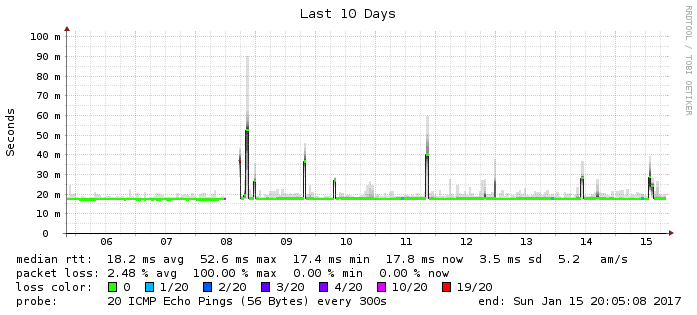 Last 10 Days
RRDTOOL / TOBI OETIKER
Seconds
100 m
90 m
80 m
70 m
60 m
50 m
40 m
30 m
20 m
10 m
0
06 07 08 09 10 11 12 13 14 15
median rtt: 18.2 ms avg 52.6 ms max 17.4 ms min 17.8 ms now 3.5 ms sd 5.2 am/s
packet loss: 2.48 % avg 100.00 % max 0.00 % min 0.00 % now
loss color: 0 1/20 2/20 3/20 4/20 10/20 19/20
probe: 20 ICMP Echo Pings (56 Bytes) every 300s end: Sun Jan 15 20:05:08 2017